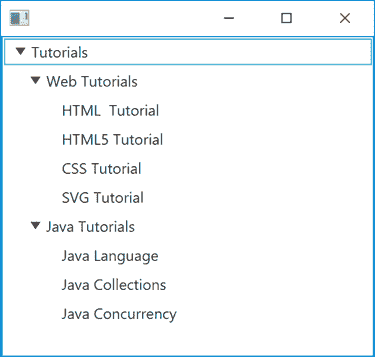 Tutorials
Web Tutorials
HTML  Tutorial
HTML5 Tutorial
CSS Tutorial
SVG Tutorial
Java Tutorials
Java Language
Java Collections
Java Concurrency